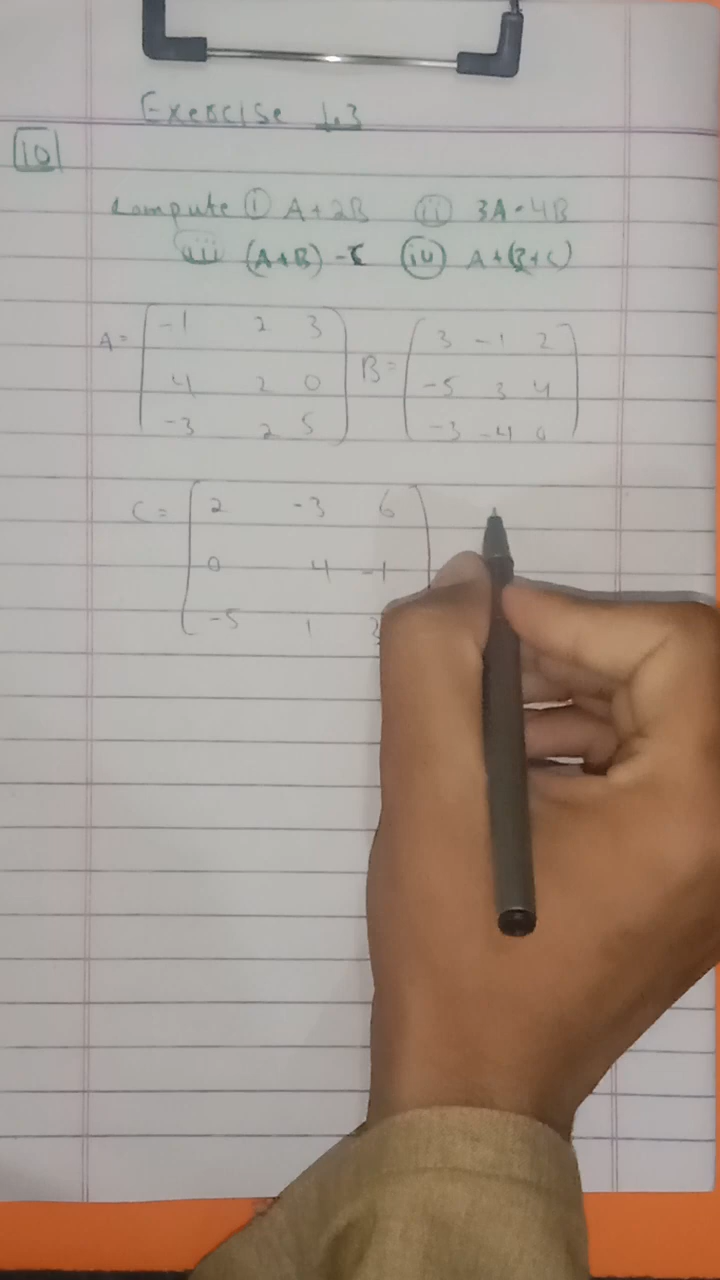 Exercise 1.3
10
Compute (i) A+2B (ii) 3A-4B
(iii) (A+B)-C (iv) A+(B+C)
A= [ -1 2 3
4 2 0
-3 2 5 ]
B= [ 3 -1 2
-5 3 4
-3 -4 0 ]
C= [ 2 -3 6
0 4 -1
-5 1 ]